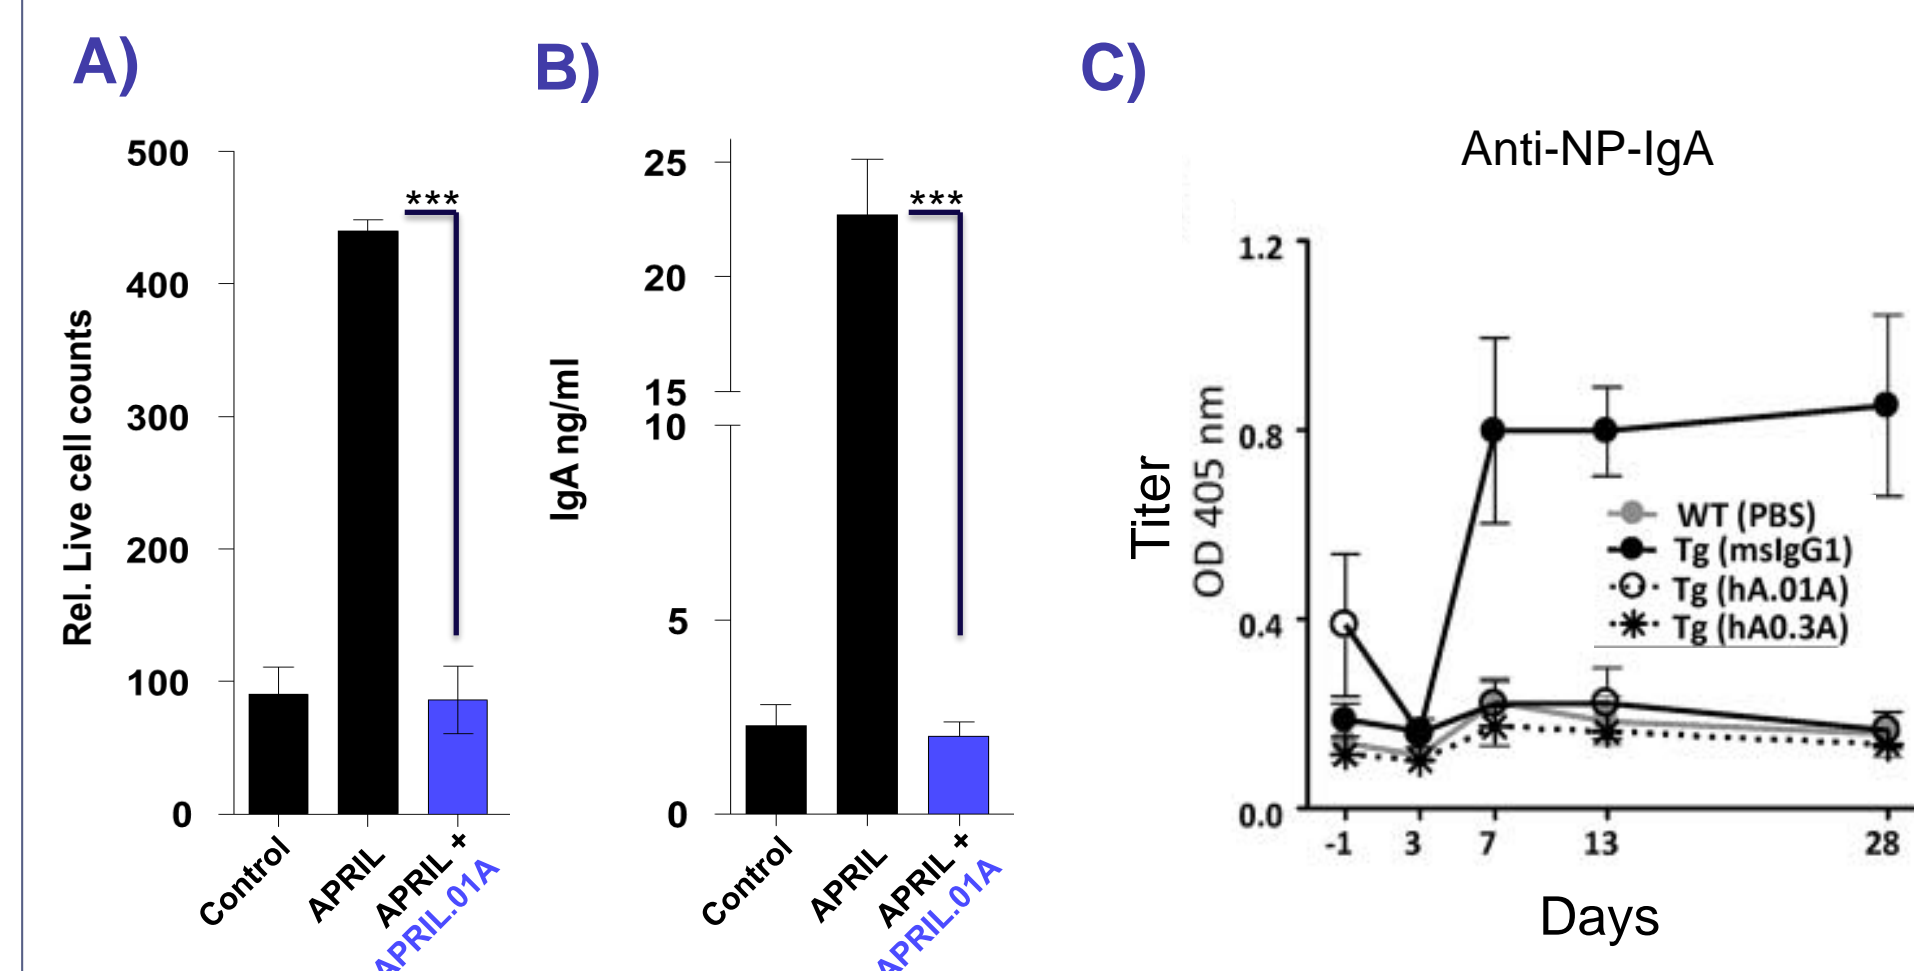 A)
B)
C)
500
400
300
200
100
0
Rel. Live cell counts
***
Control
APRIL
APRIL +
APRIL.01A
25
20
15
10
5
0
IgA ng/ml
***
Control
APRIL
APRIL +
APRIL.01A
Anti-NP-IgA
1.2
0.8
0.4
0.0
Titer
OD 405 nm
WT (PBS)
Tg (msIgG1)
Tg (hA.01A)
Tg (hA0.3A)
-1 3 7 13 28
Days